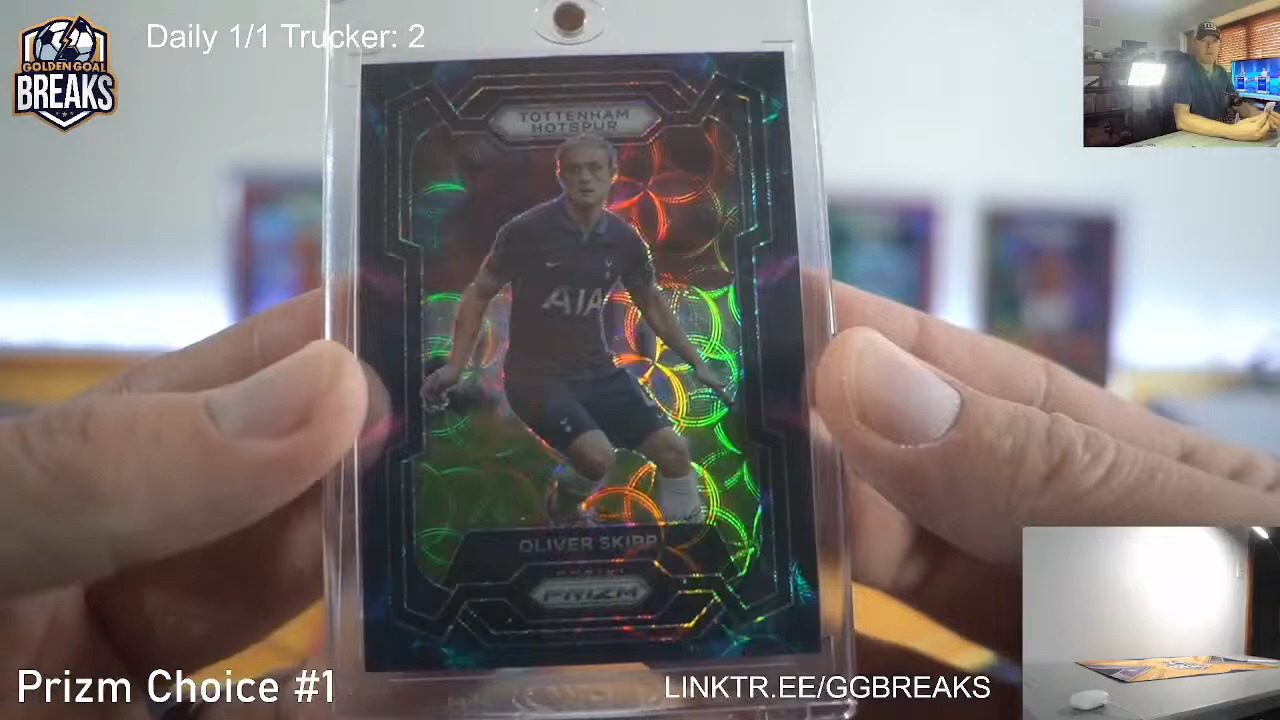 Daily 1/1 Trucker: 2
GOLDEN GOAL
BREAKS
TOTTENHAM
HOTSPUR
AIA
OLIVER SKIPP
PRIZM
Prizm Choice #1
LINKTR.EE/GGBREAKS